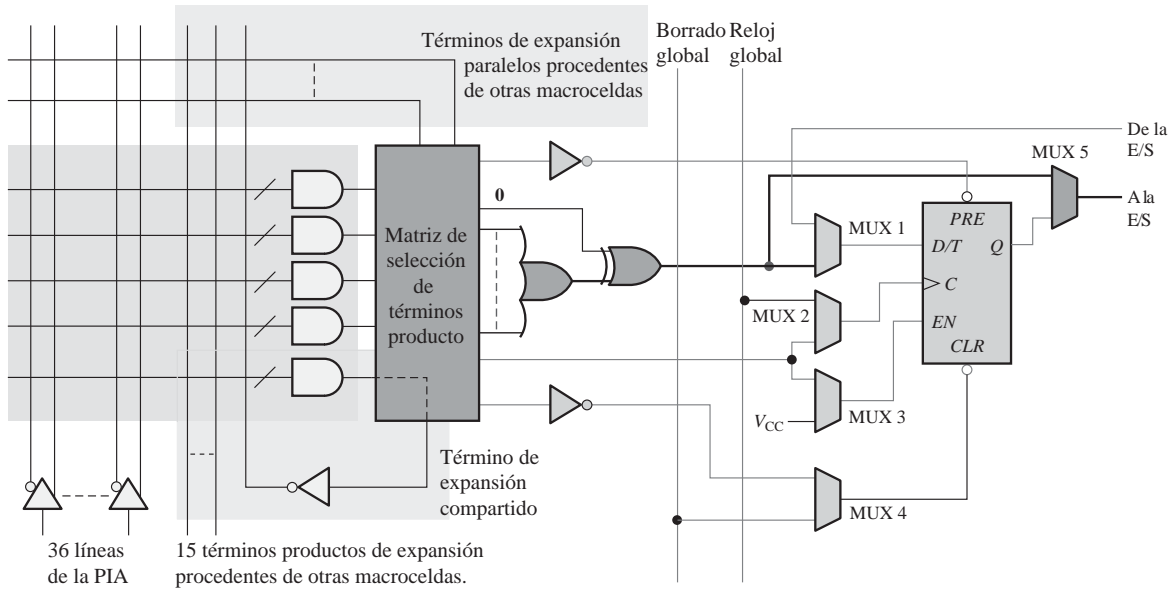 Términos de expansión
paralelos procedentes
de otras macroceldas
Borrado
global
Reloj
global
De la
E/S
MUX 5
A la
E/S
0
Matriz de
selección
de
términos
producto
MUX 1
PRE
D/T
Q
C
EN
CLR
MUX 2
MUX 3
VCC
MUX 4
Término de
expansión
compartido
36 líneas
de la PIA
15 términos productos de expansión
procedentes de otras macroceldas.